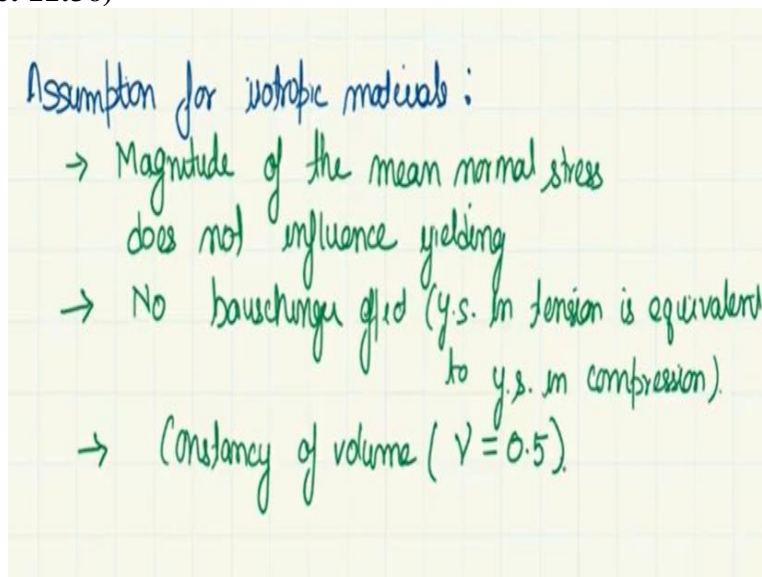 Assumption for isotropic materials :
→ Magnitude of the mean normal stress
does not influence yielding
→ No bauschinger effect (y.s. in tension is equivalent
to y.s. in compression).
→ Constancy of volume ( ν = 0.5).